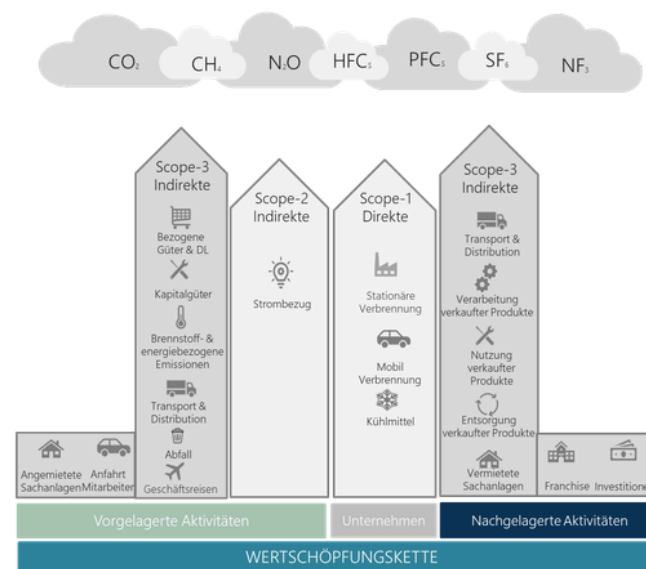 CO₂
CH₄
N₂O
HFCₛ
PFCₛ
SF₆
NF₃
Scope-3
Indirekte
Bezogene
Güter & DL
Kapitalgüter
Brennstoff- &
energiebezogene
Emissionen
Transport &
Distribution
Abfall
Geschäftsreisen
Angemietete
Sachanlagen
Anfahrt
Mitarbeiter
Scope-2
Indirekte
Strombezug
Scope-1
Direkte
Stationäre
Verbrennung
Mobil
Verbrennung
Kühlmittel
Scope-3
Indirekte
Transport &
Distribution
Verarbeitung
verkaufter Produkte
Nutzung
verkaufter
Produkte
Entsorgung
verkaufter Produkte
Vermietete
Sachanlagen
Franchise
Investitione
Vorgelagerte Aktivitäten
Unternehmen
Nachgelagerte Aktivitäten
WERTSCHÖPFUNGSKETTE